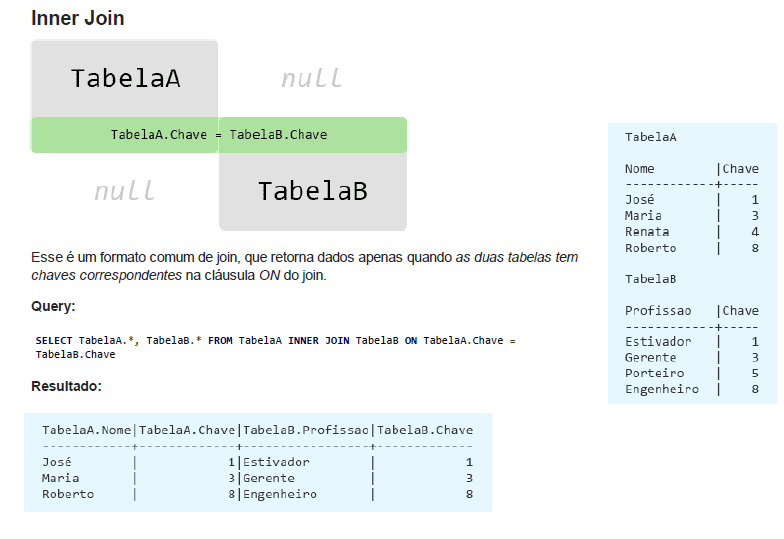 Inner Join
TabelaA
null
TabelaA.Chave = TabelaB.Chave
null
TabelaB
Esse é um formato comum de join, que retorna dados apenas quando as duas tabelas tem
chaves correspondentes na cláusula ON do join.
Query:
SELECT TabelaA.*, TabelaB.* FROM TabelaA INNER JOIN TabelaB ON TabelaA.Chave =
TabelaB.Chave
Resultado:
TabelaA.Nome|TabelaA.Chave|TabelaB.Profissao|TabelaB.Chave
------------+-------------+-----------------+-------------
José        |            1|Estivador        |            1
Maria       |            3|Gerente          |            3
Roberto     |            8|Engenheiro       |            8
TabelaA
Nome        |Chave
------------+-----
José        |    1
Maria       |    3
Renata      |    4
Roberto     |    8
TabelaB
Profissao   |Chave
------------+-----
Estivador   |    1
Gerente     |    3
Porteiro    |    5
Engenheiro  |    8